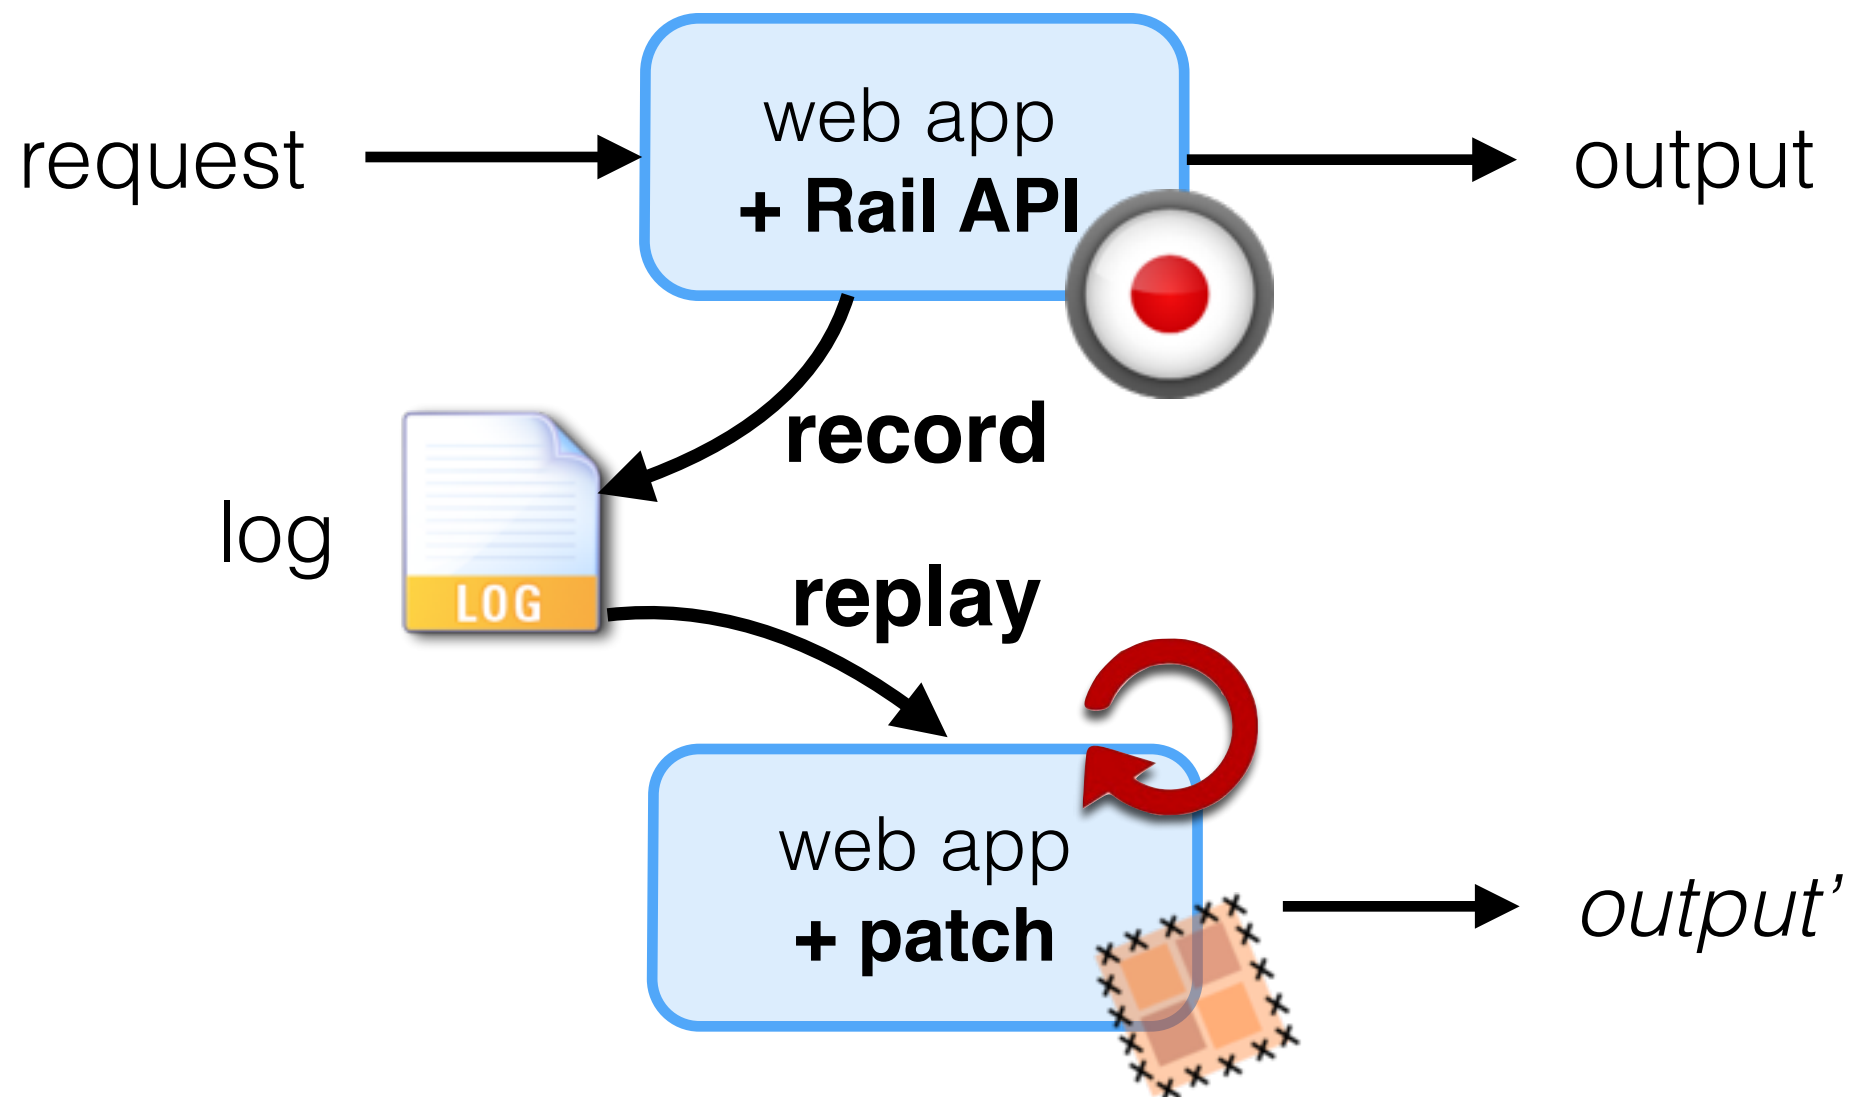 request
web app
+ Rail API
output
record
log
LOG
replay
web app
+ patch
output’